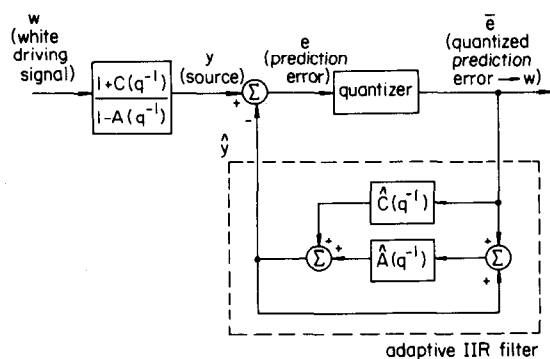 w
(white
driving
signal)
1+C(q⁻¹)
1-A(q⁻¹)
y
(source)
+
Σ
-
e
(prediction
error)
quantizer
e̅
(quantized
prediction
error → w)
ŷ
Ĉ(q⁻¹)
+ +
Σ
Â(q⁻¹)
+
Σ
+
adaptive IIR filter